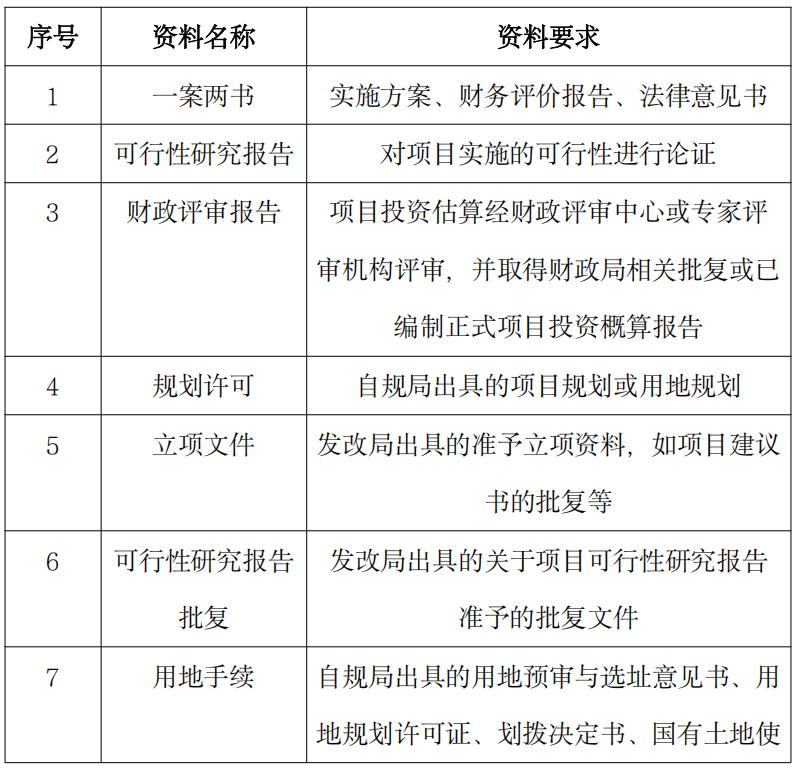 序号 资料名称 资料要求
1 一案两书 实施方案、财务评价报告、法律意见书
2 可行性研究报告 对项目实施的可行性进行论证
3 财政评审报告 项目投资估算经财政评审中心或专家评
审机构评审，并取得财政局相关批复或已
编制正式项目投资概算报告
4 规划许可 自规局出具的项目规划或用地规划
5 立项文件 发改局出具的准予立项资料，如项目建议
书的批复等
6 可行性研究报告 发改局出具的关于项目可行性研究报告
批复 准予的批复文件
7 用地手续 自规局出具的用地预审与选址意见书、用
地规划许可证、划拨决定书、国有土地使